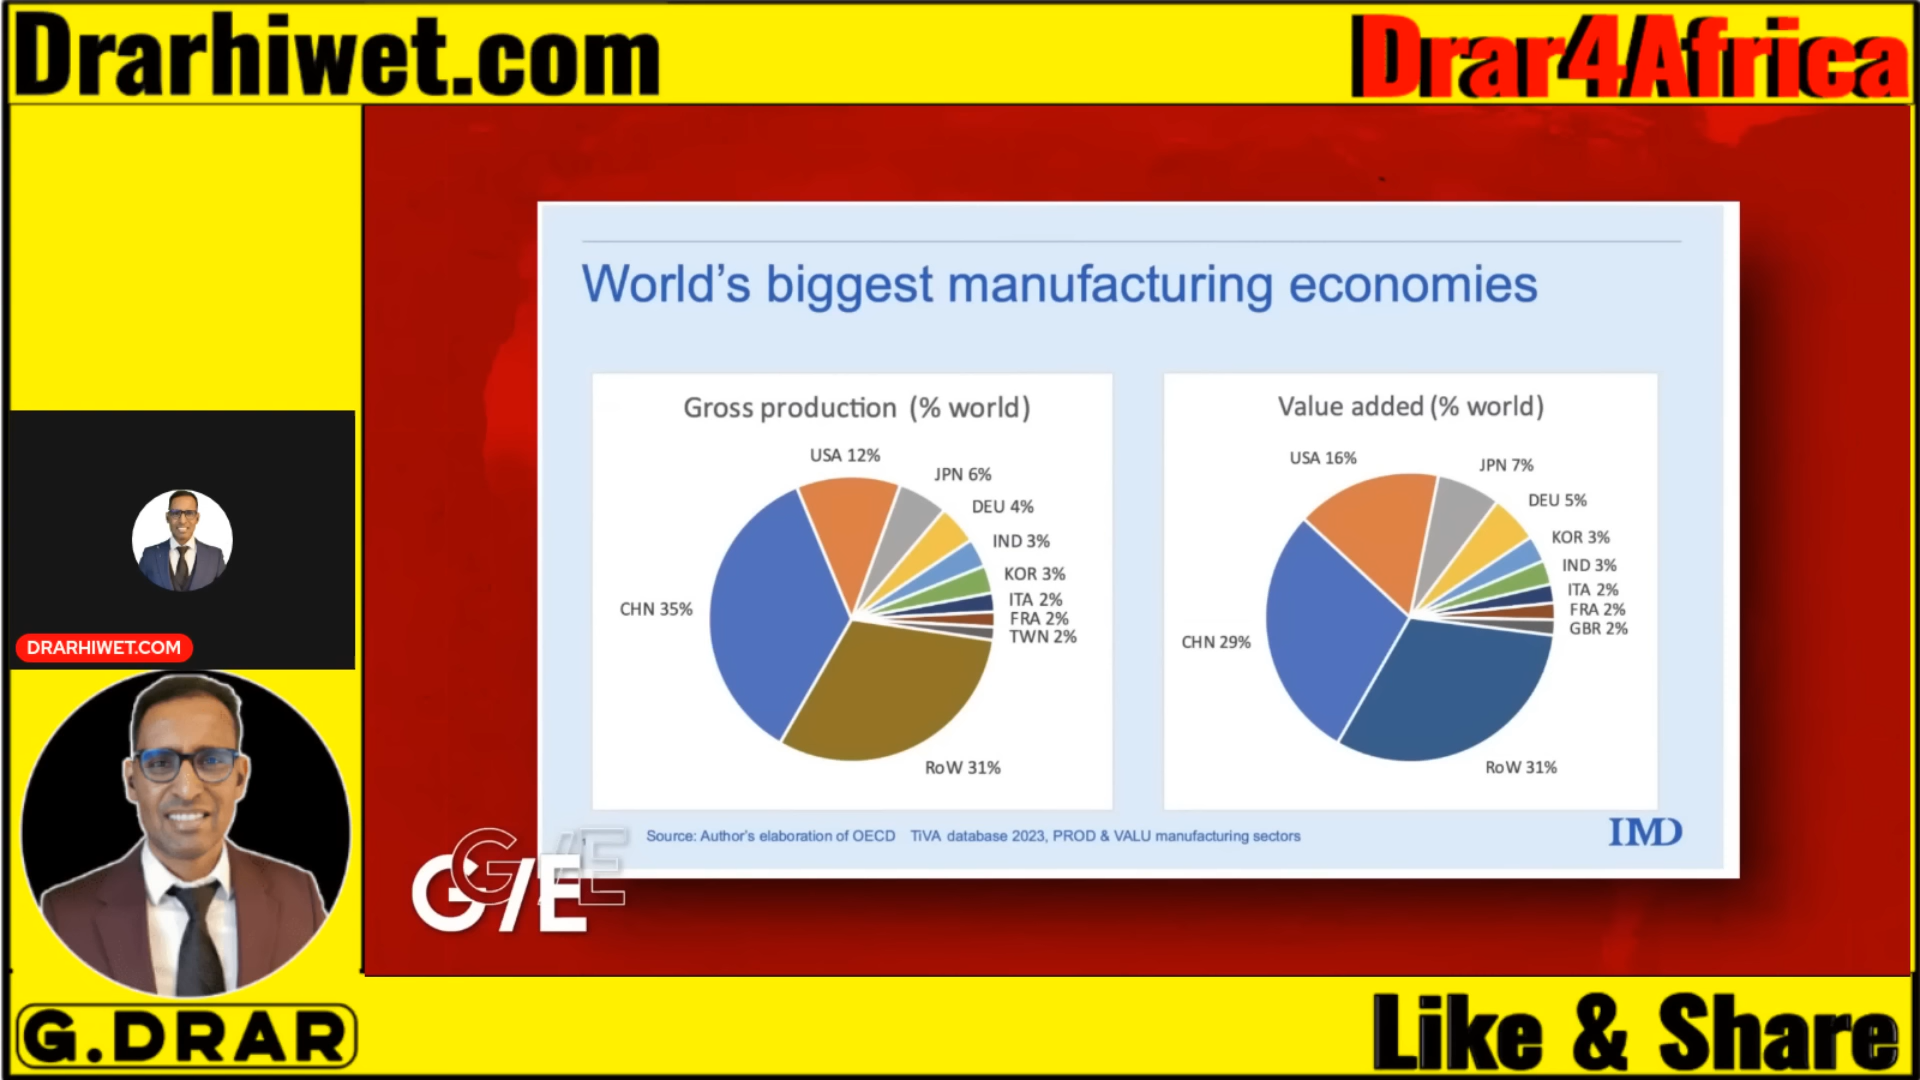 Drarhiwet.com
Drar4Africa
World's biggest manufacturing economies
Gross production (% world)
USA 12%
JPN 6%
DEU 4%
IND 3%
KOR 3%
ITA 2%
FRA 2%
TWN 2%
CHN 35%
RoW 31%
Value added (% world)
USA 16%
JPN 7%
DEU 5%
KOR 3%
IND 3%
ITA 2%
FRA 2%
GBR 2%
CHN 29%
RoW 31%
Source: Author's elaboration of OECD TiVA database 2023, PROD & VALU manufacturing sectors
IMD
G/E
G/E
DRARHIWET.COM
G.DRAR
Like & Share